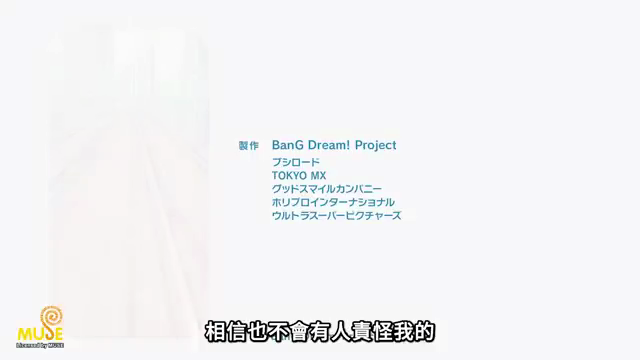 製作 BanG Dream! Project
ブシロード
TOKYO MX
グッドスマイルカンパニー
ホリプロインターナショナル
ウルトラスーパーピクチャーズ
MUSE
Licensed by MUSE
相信也不會有人責怪我的